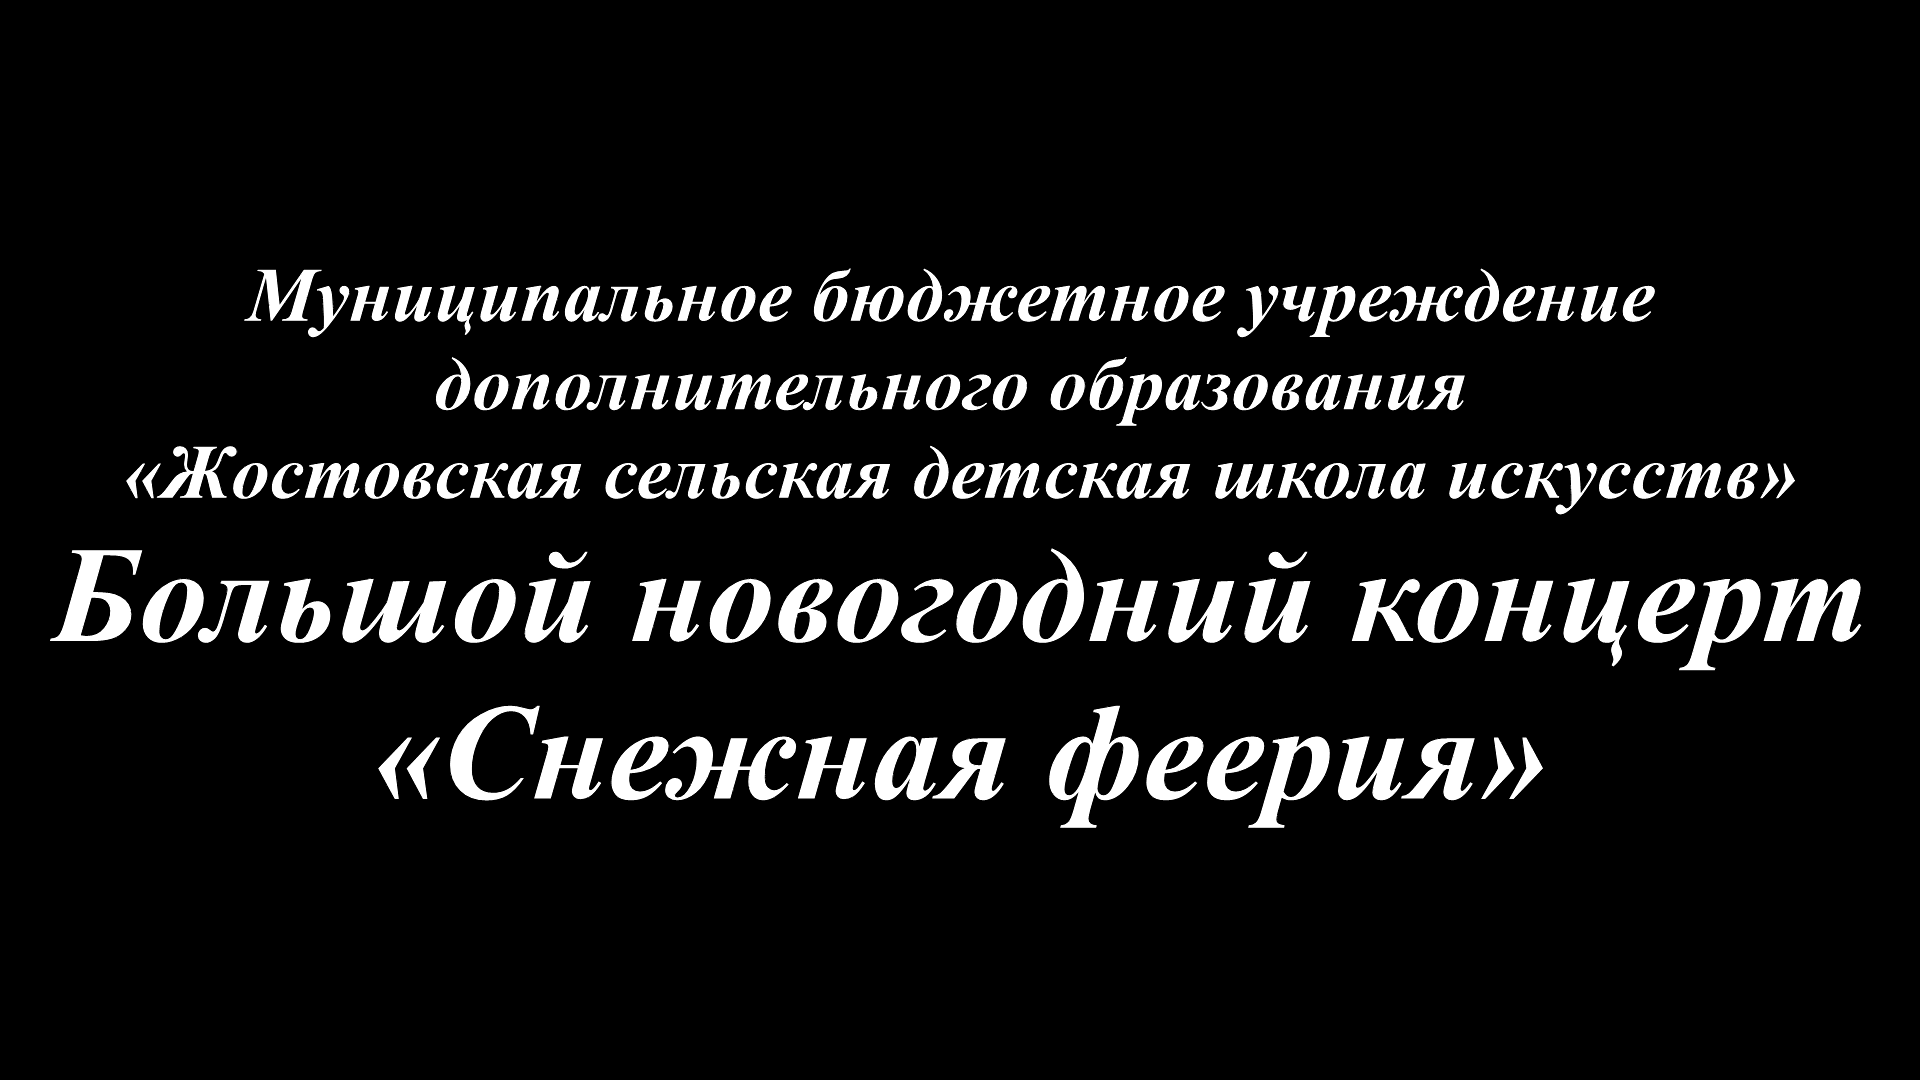 Муниципальное бюджетное учреждение
дополнительного образования
«Жостовская сельская детская школа искусств»
Большой новогодний концерт
«Снежная феерия»